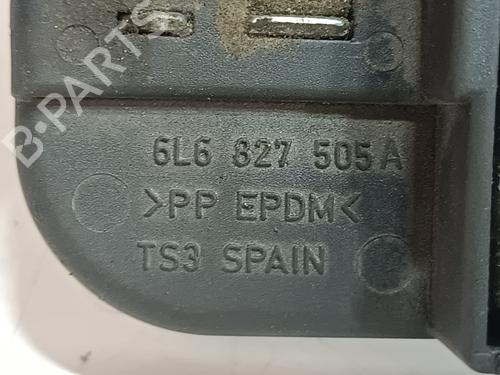 B-PARTS
6L6 827 505 A
>PP EPDM<
TS3 SPAIN